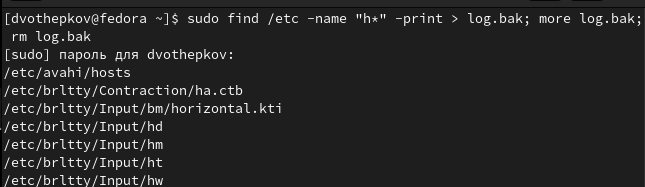 [dvothepkov@fedora ~]$ sudo find /etc -name "h*" -print > log.bak; more log.bak;
rm log.bak
[sudo] пароль для dvothepkov:
/etc/avahi/hosts
/etc/brltty/Contraction/ha.ctb
/etc/brltty/Input/bm/horizontal.kti
/etc/brltty/Input/hd
/etc/brltty/Input/hm
/etc/brltty/Input/ht
/etc/brltty/Input/hw